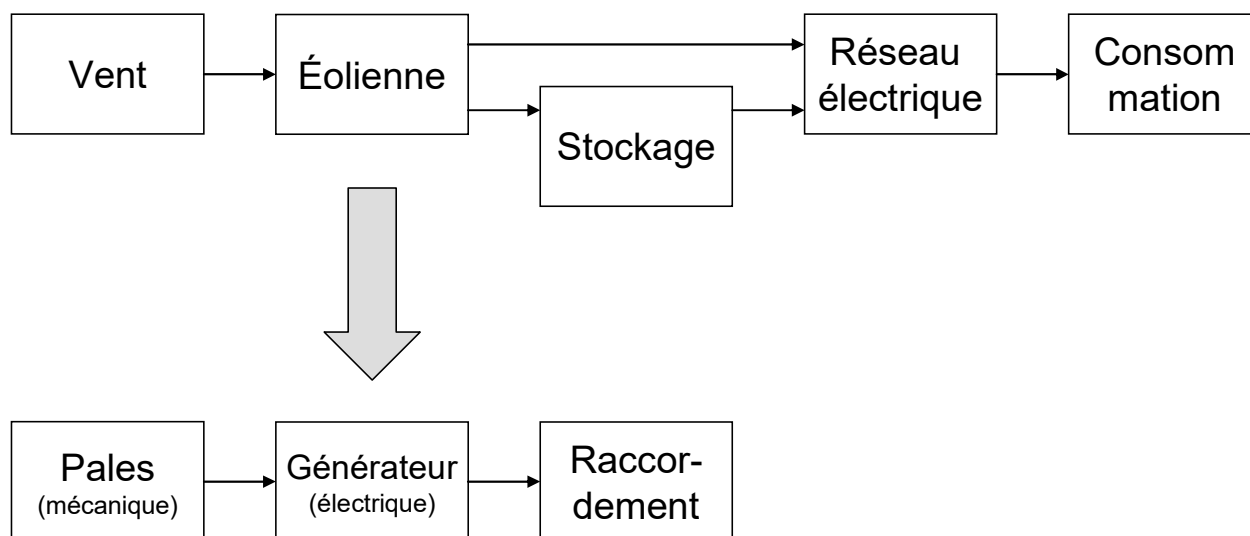 Vent
Éolienne
Réseau
électrique
Consom
mation
Stockage
Pales
(mécanique)
Générateur
(électrique)
Raccor-
dement